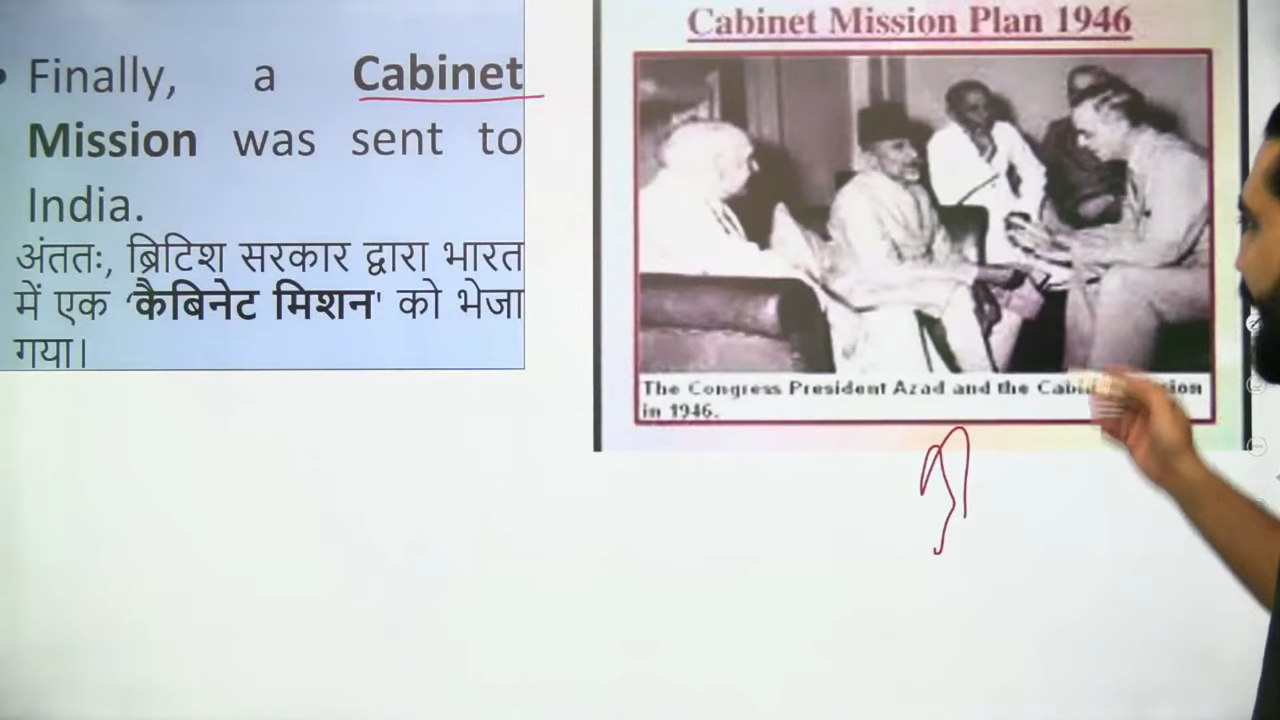 Finally, a Cabinet
Mission was sent to
India.
अंततः, ब्रिटिश सरकार द्वारा भारत
में एक ‘कैबिनेट मिशन' को भेजा
गया।
Cabinet Mission Plan 1946
The Congress President Azad and the
in 1946.